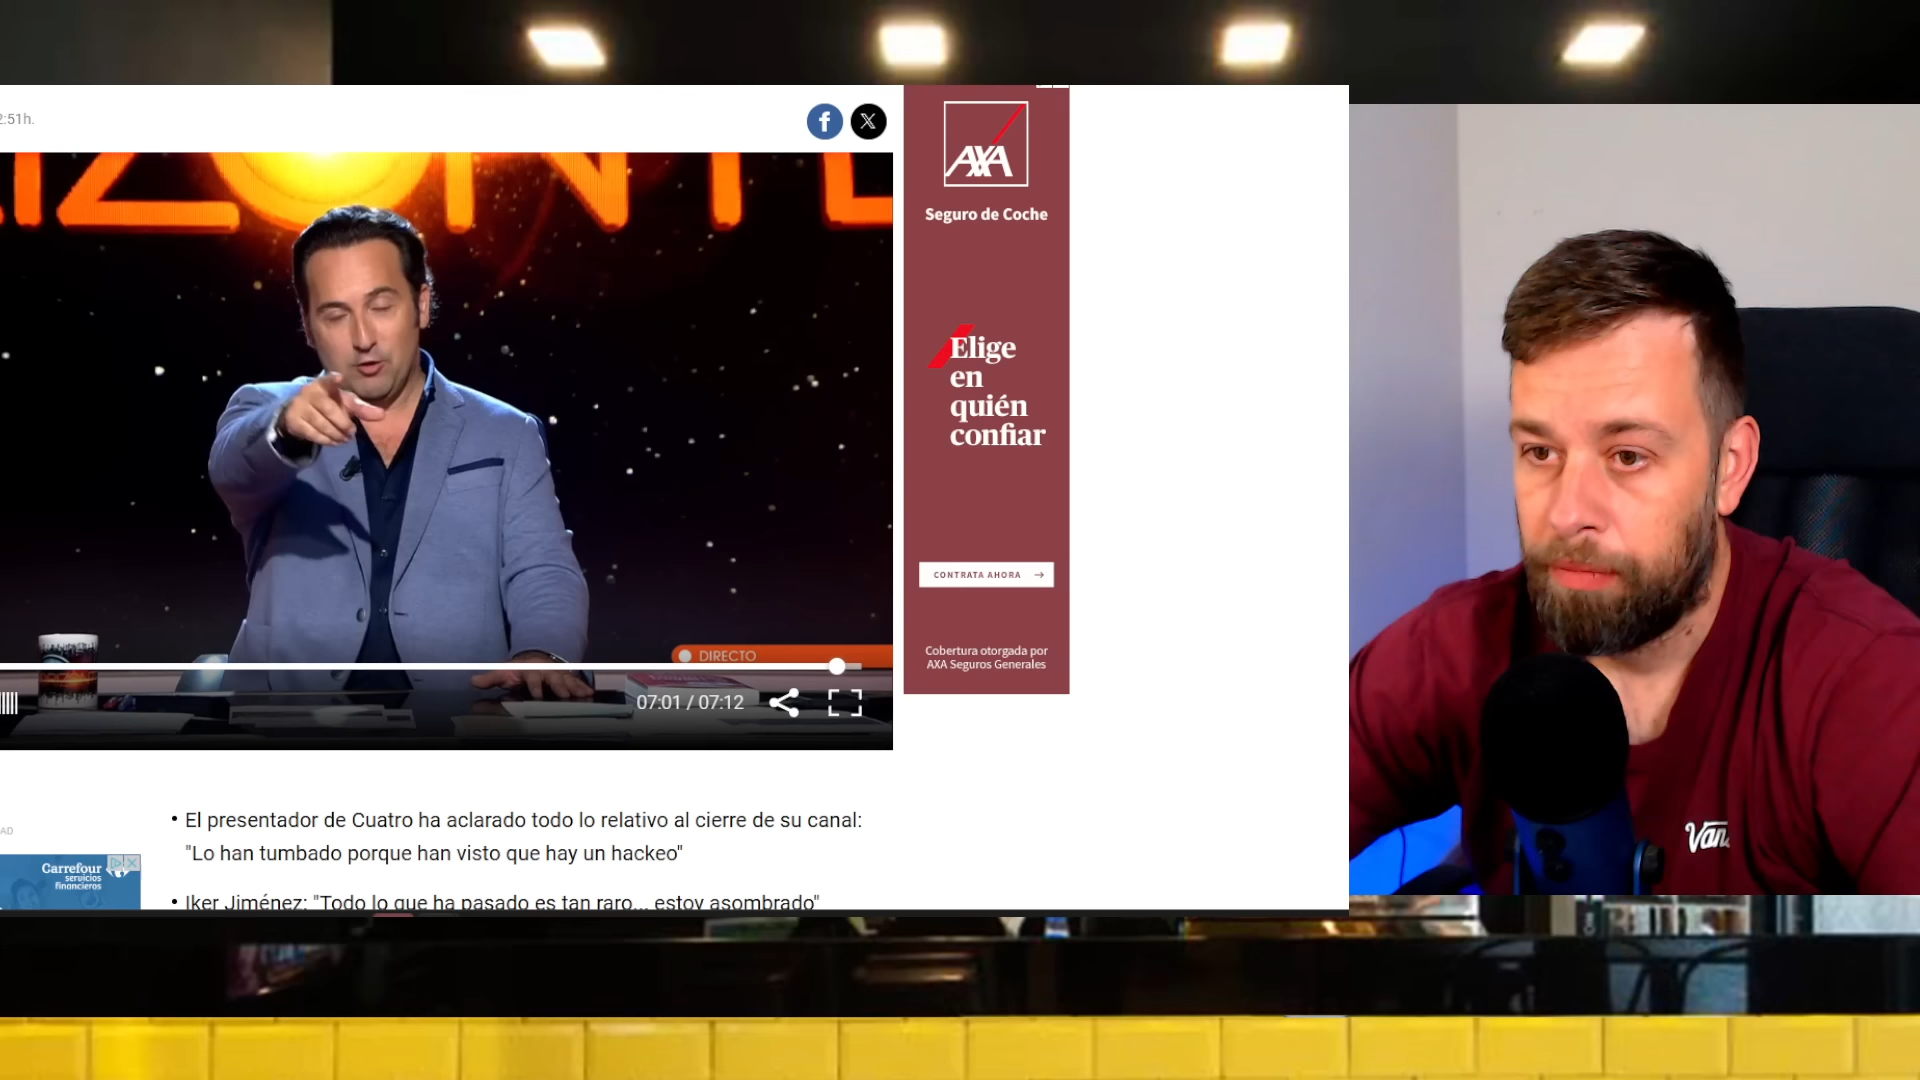 2:51h.
f
X
IZONTE
AXA
Seguro de Coche
Elige
en
quién
confiar
CONTRATA AHORA →
Cobertura otorgada por
AXA Seguros Generales
DIRECTO
07:01 / 07:12
• El presentador de Cuatro ha aclarado todo lo relativo al cierre de su canal:
"Lo han tumbado porque han visto que hay un hackeo"
AD
Carrefour
servicios
financieros
• Iker Jiménez: "Todo lo que ha pasado es tan raro... estoy asombrado"
Vans